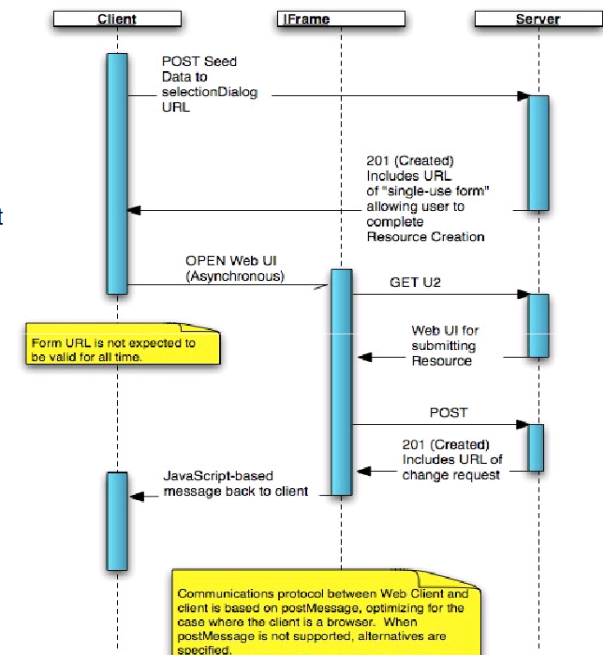 Client
IFrame
Server
POST Seed
Data to
selectionDialog
URL
201 (Created)
Includes URL
of "single-use form"
allowing user to
complete
Resource Creation
t
OPEN Web UI
(Asynchronous)
GET U2
Form URL is not expected to
be valid for all time.
Web UI for
submitting
Resource
POST
201 (Created)
Includes URL of
change request
JavaScript-based
message back to client
Communications protocol between Web Client and
client is based on postMessage, optimizing for the
case where the client is a browser. When
postMessage is not supported, alternatives are
specified.